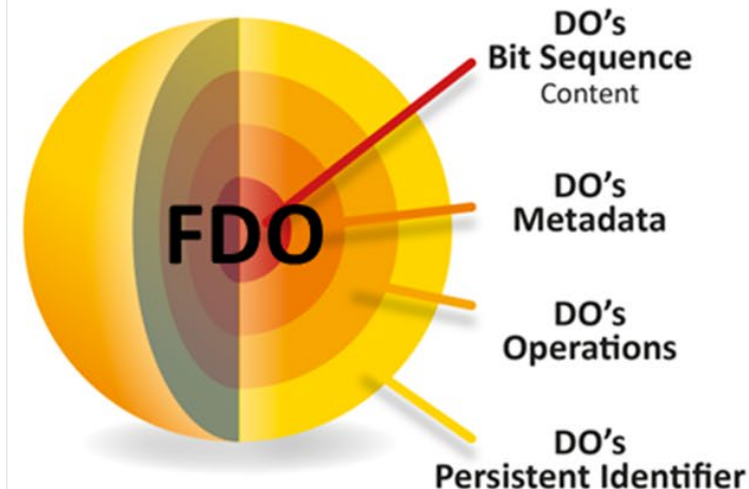 DO’s
Bit Sequence
Content
FDO
DO’s
Metadata
DO’s
Operations
DO’s
Persistent Identifier